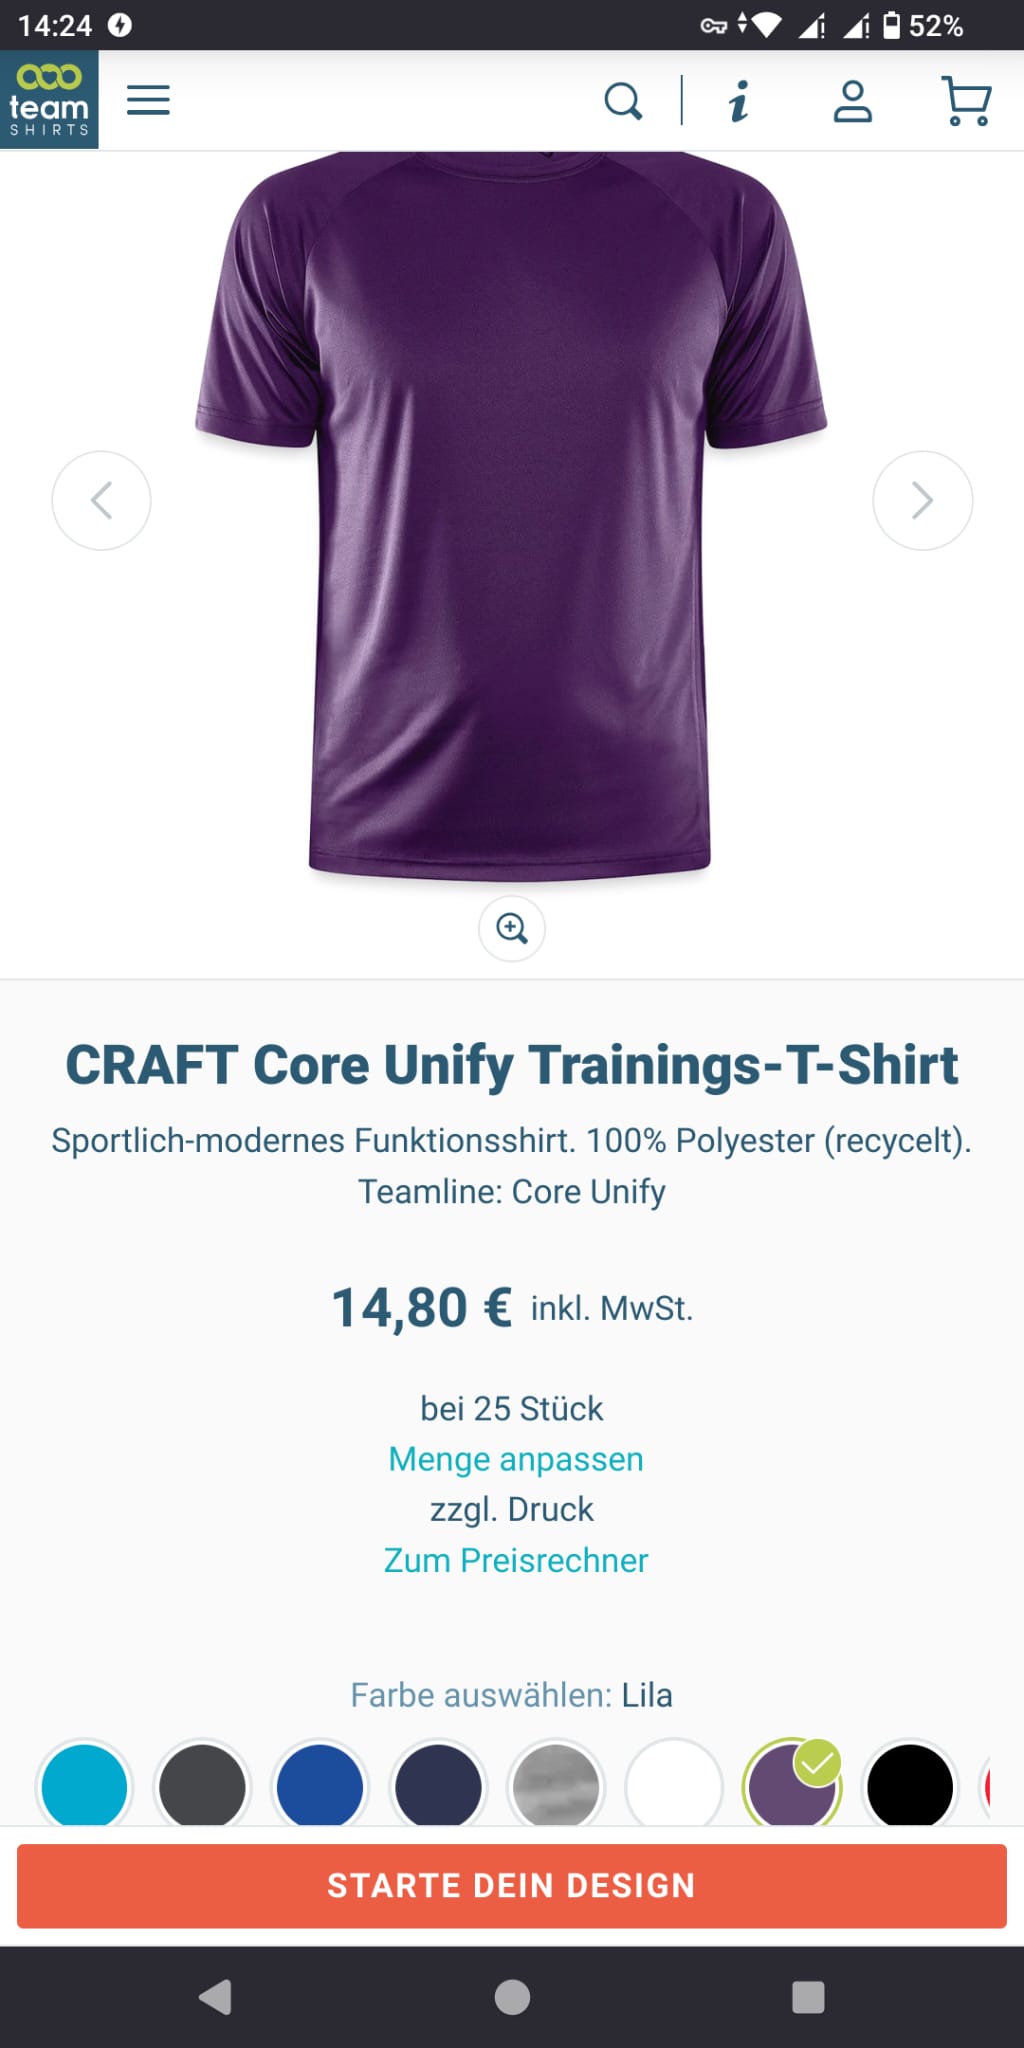 14:24
52%
team
SHIRTS
CRAFT Core Unify Trainings-T-Shirt
Sportlich-modernes Funktionsshirt. 100% Polyester (recycelt).
Teamline: Core Unify
14,80 € inkl. MwSt.
bei 25 Stück
Menge anpassen
zzgl. Druck
Zum Preisrechner
Farbe auswählen: Lila
STARTE DEIN DESIGN